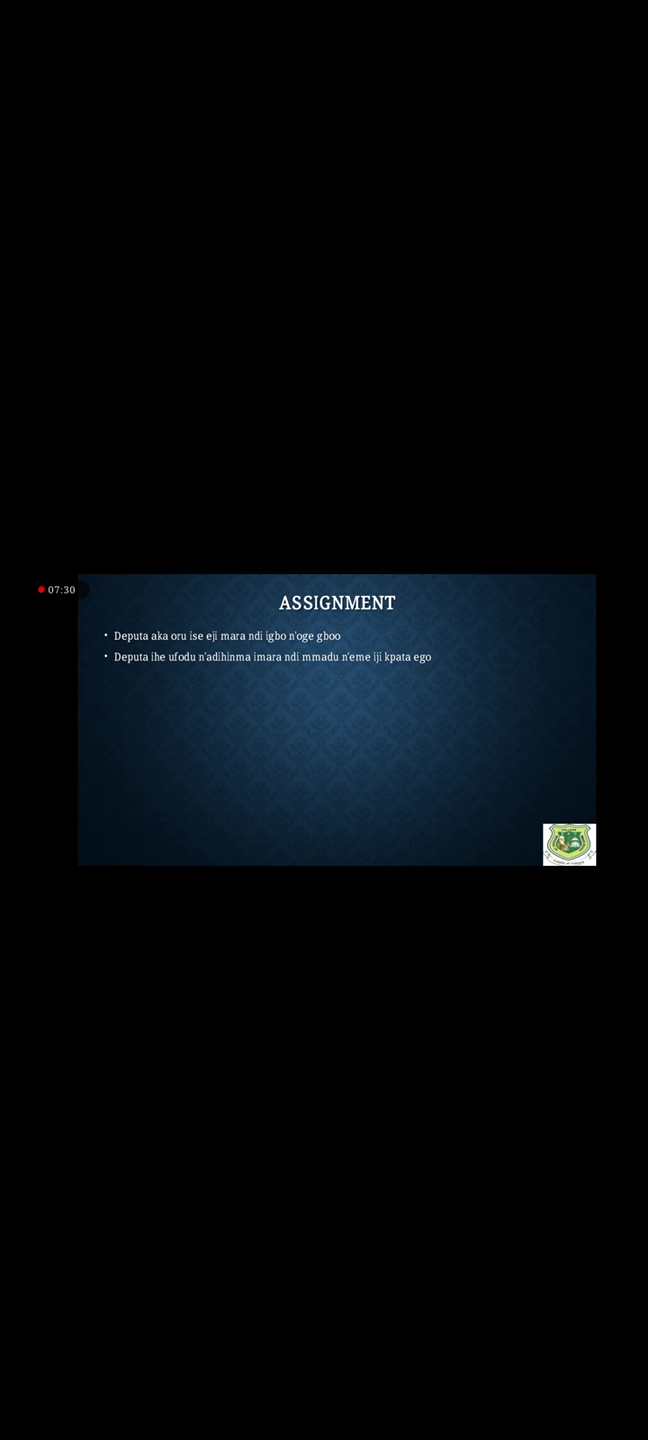 07:30
ASSIGNMENT
• Deputa aka oru ise eji mara ndi igbo n'oge gboo
• Deputa ihe ufodu n'adihinma imara ndi mmadu n'eme iji kpata ego